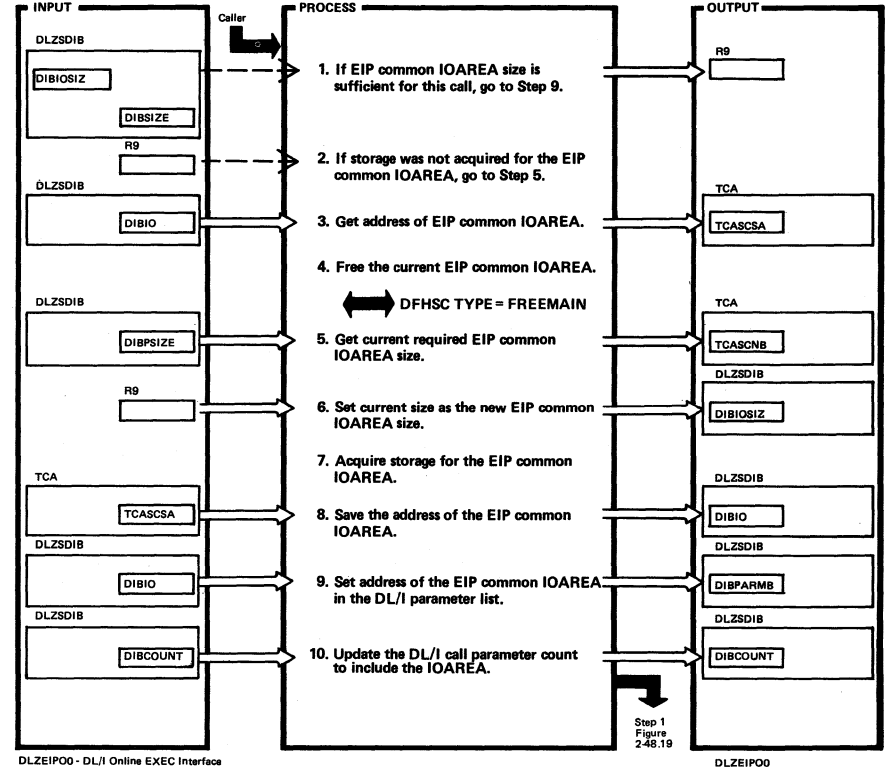 INPUT
PROCESS
OUTPUT
Caller
DLZSDIB
DIBIOSIZ
DIBSIZE
1. If EIP common IOAREA size is
sufficient for this call, go to Step 9.
R9
R9
2. If storage was not acquired for the EIP
common IOAREA, go to Step 5.
DLZSDIB
DIBIO
3. Get address of EIP common IOAREA.
TCA
TCASCSA
4. Free the current EIP common IOAREA.
DFHSC TYPE = FREEMAIN
DLZSDIB
DIBPSIZE
5. Get current required EIP common
IOAREA size.
TCA
TCASCNB
R9
6. Set current size as the new EIP common
IOAREA size.
DLZSDIB
DIBIOSIZ
7. Acquire storage for the EIP common
IOAREA.
TCA
TCASCSA
8. Save the address of the EIP common
IOAREA.
DLZSDIB
DIBIO
DLZSDIB
DIBIO
9. Set address of the EIP common IOAREA
in the DL/I parameter list.
DLZSDIB
DIBPARMB
DLZSDIB
DIBCOUNT
10. Update the DL/I call parameter count
to include the IOAREA.
DLZSDIB
DIBCOUNT
Step 1
Figure
2-48.19
DLZEIPO0 - DL/I Online EXEC Interface
DLZEIPO0